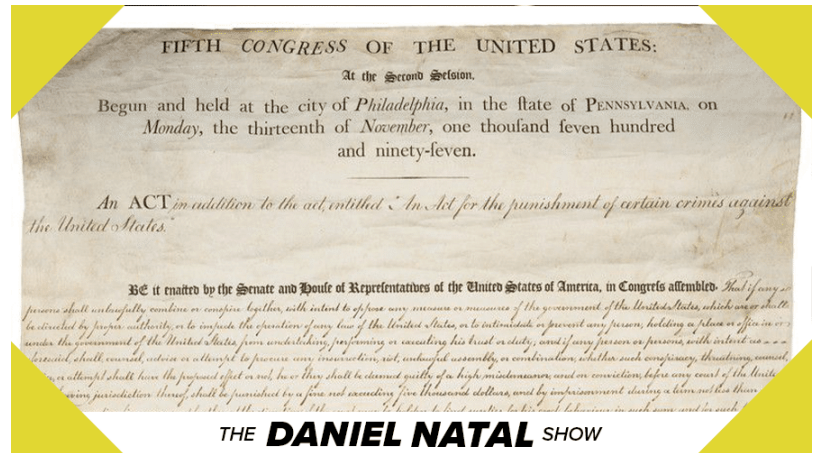 FIFTH CONGRESS OF THE UNITED STATES:
At the Second Seſſion,
Begun and held at the city of Philadelphia, in the ſtate of PENNSYLVANIA, on
Monday, the thirteenth of November, one thouſand ſeven hundred
and ninety-ſeven.
An ACT in addition to the act, entitled "An Act for the punishment of certain crimes against
the United States."
BE it enacted by the Senate and Houſe of Repreſentatives of the United States of America, in Congreſs aſſembled. That if any
persons shall unlawfully combine or conspire together, with intent to oppose any measure or measures of the government of the United States, which are or shall
be directed by proper authority, or to impede the operation of any law of the United States, or to intimidate or prevent any person, holding a place or office in or
under the government of the United States, from undertaking, performing or executing his trust or duty; and if any person or persons, with intent as
foresaid, shall counsel, advise or attempt to procure any insurrection, riot, unlawful assembly, or combination, whether such conspiracy, threatening, counsel,
or attempt shall have the proposed effect or not, he or they shall be deemed guilty of a high misdemeanor, and on conviction, before any court of the Unite
jurisdiction thereof, shall be punished by a fine not exceeding five thousand dollars, and by imprisonment during a term not less than
THE DANIEL NATAL SHOW